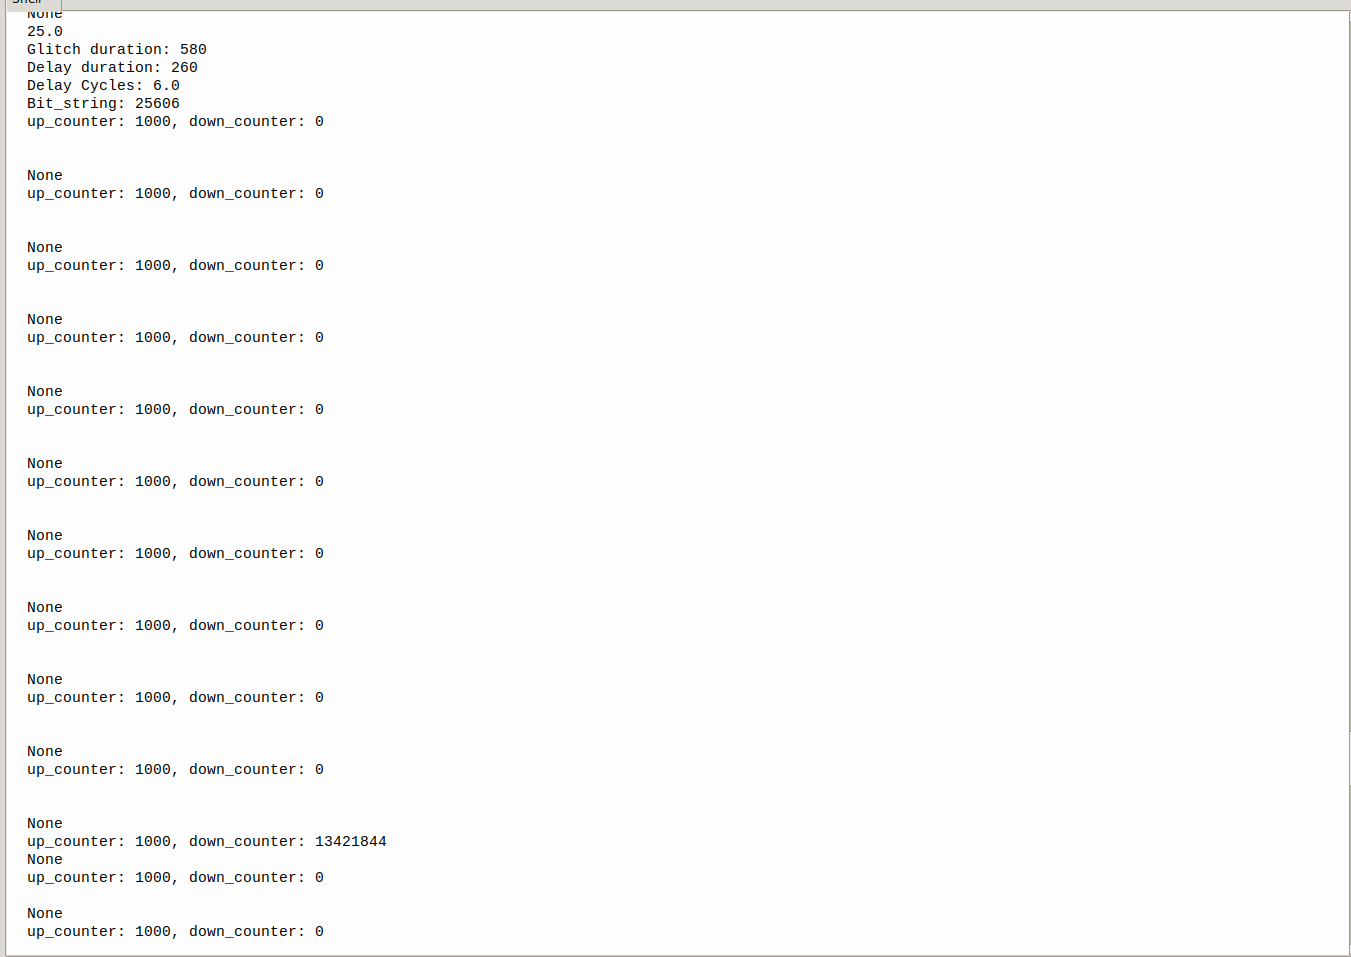 Shell
None
25.0
Glitch duration: 580
Delay duration: 260
Delay Cycles: 6.0
Bit_string: 25606
up_counter: 1000, down_counter: 0
None
up_counter: 1000, down_counter: 0
None
up_counter: 1000, down_counter: 0
None
up_counter: 1000, down_counter: 0
None
up_counter: 1000, down_counter: 0
None
up_counter: 1000, down_counter: 0
None
up_counter: 1000, down_counter: 0
None
up_counter: 1000, down_counter: 0
None
up_counter: 1000, down_counter: 0
None
up_counter: 1000, down_counter: 0
None
up_counter: 1000, down_counter: 13421844
None
up_counter: 1000, down_counter: 0
None
up_counter: 1000, down_counter: 0